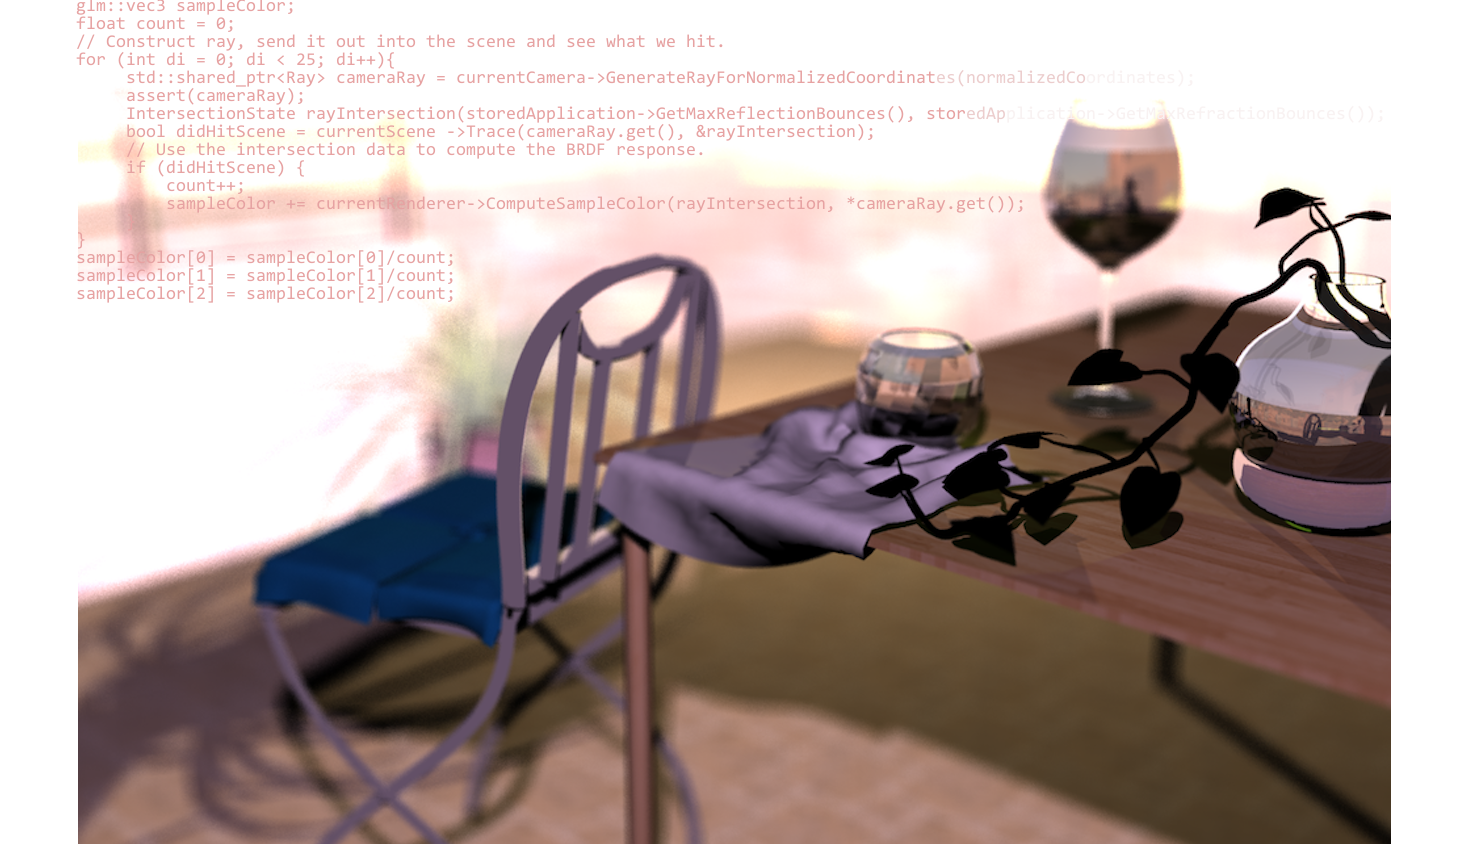 glm::vec3 sampleColor;
float count = 0;
// Construct ray, send it out into the scene and see what we hit.
for (int di = 0; di < 25; di++){
std::shared_ptr<Ray> cameraRay = currentCamera->GenerateRayForNormalizedCoordinates(normalizedCoordinates);
assert(cameraRay);
IntersectionState rayIntersection(storedApplication->GetMaxReflectionBounces(), storedApplication->GetMaxRefractionBounces());
bool didHitScene = currentScene ->Trace(cameraRay.get(), &rayIntersection);
// Use the intersection data to compute the BRDF response.
if (didHitScene) {
count++;
sampleColor += currentRenderer->ComputeSampleColor(rayIntersection, *cameraRay.get());
}
sampleColor[0] = sampleColor[0]/count;
sampleColor[1] = sampleColor[1]/count;
sampleColor[2] = sampleColor[2]/count;